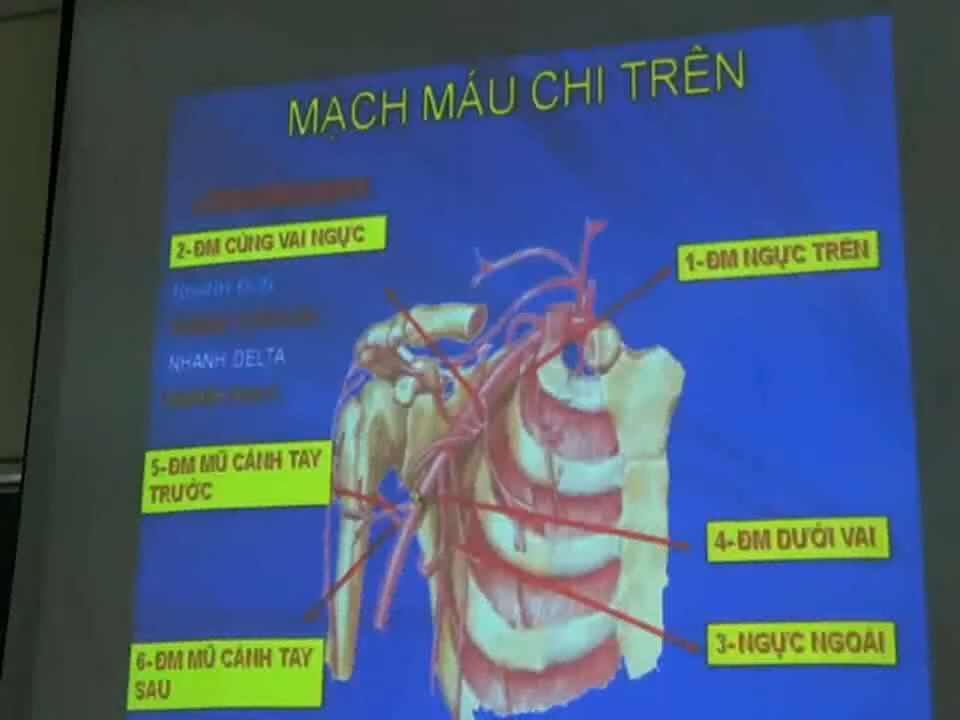 MẠCH MÁU CHI TRÊN
2-ĐM CÙNG VAI NGỰC
1-ĐM NGỰC TRÊN
NHANH DELTA
5-ĐM MŨ CÁNH TAY
TRƯỚC
4-ĐM DƯỚI VAI
3-NGỰC NGOÀI
6-ĐM MŨ CÁNH TAY
SAU